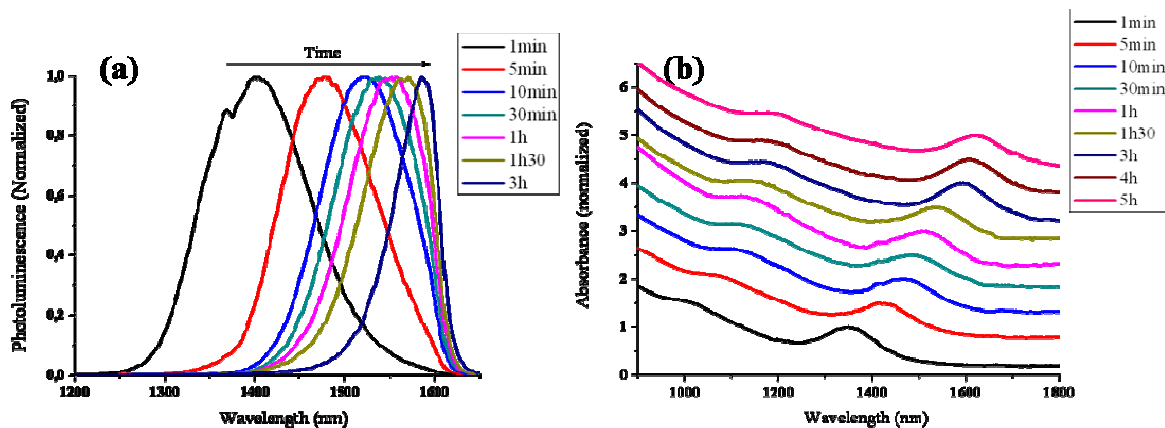 (a)
Time
1min
5min
10min
30min
1h
1h30
3h
1,0
0,8
0,6
0,4
0,2
0,0
1200 1300 1400 1500 1600
Photoluminescence (Normalized)
Wavelength (nm)
(b)
1min
5min
10min
30min
1h
1h30
3h
4h
5h
6
5
4
3
2
1
0
1000 1200 1400 1600 1800
Absorbance (normalized)
Wavelength (nm)